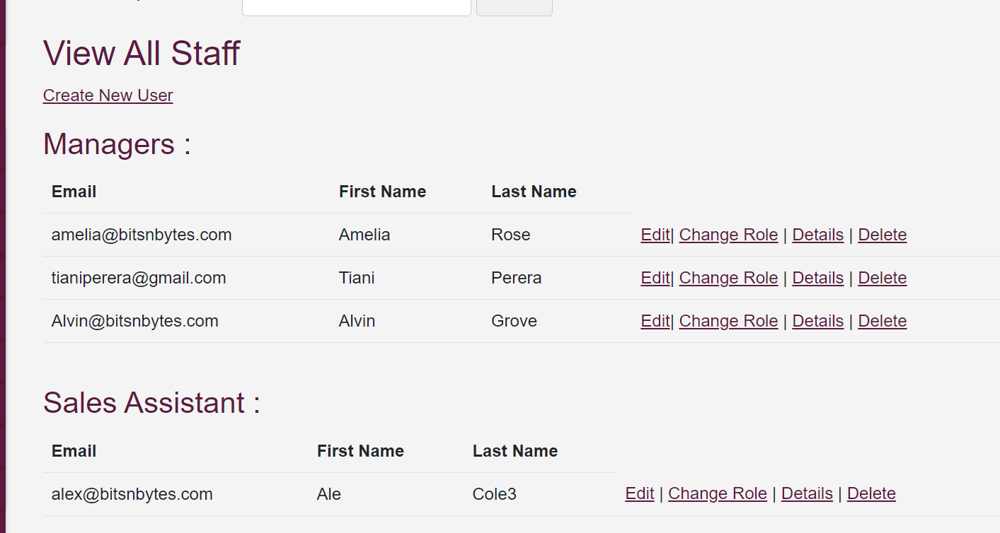 View All Staff
Create New User
Managers :
Email First Name Last Name
amelia@bitsnbytes.com Amelia Rose Edit| Change Role | Details | Delete
tianiperera@gmail.com Tiani Perera Edit| Change Role | Details | Delete
Alvin@bitsnbytes.com Alvin Grove Edit| Change Role | Details | Delete
Sales Assistant :
Email First Name Last Name
alex@bitsnbytes.com Ale Cole3 Edit | Change Role | Details | Delete